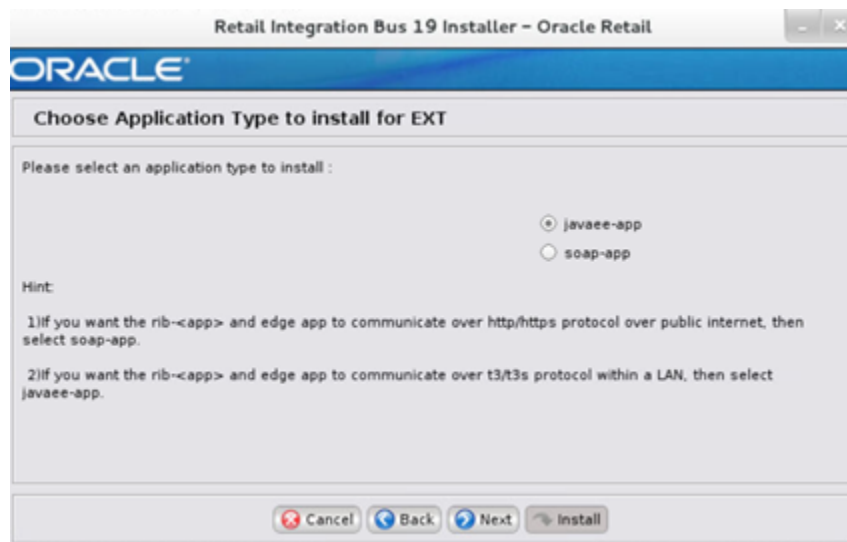 Retail Integration Bus 19 Installer – Oracle Retail
ORACLE
Choose Application Type to install for EXT
Please select an application type to install :
javaee-app
soap-app
Hint:
1)If you want the rib-<app> and edge app to communicate over http/https protocol over public internet, then
select soap-app.
2)If you want the rib-<app> and edge app to communicate over t3/t3s protocol within a LAN, then select
javaee-app.
Cancel Back Next Install